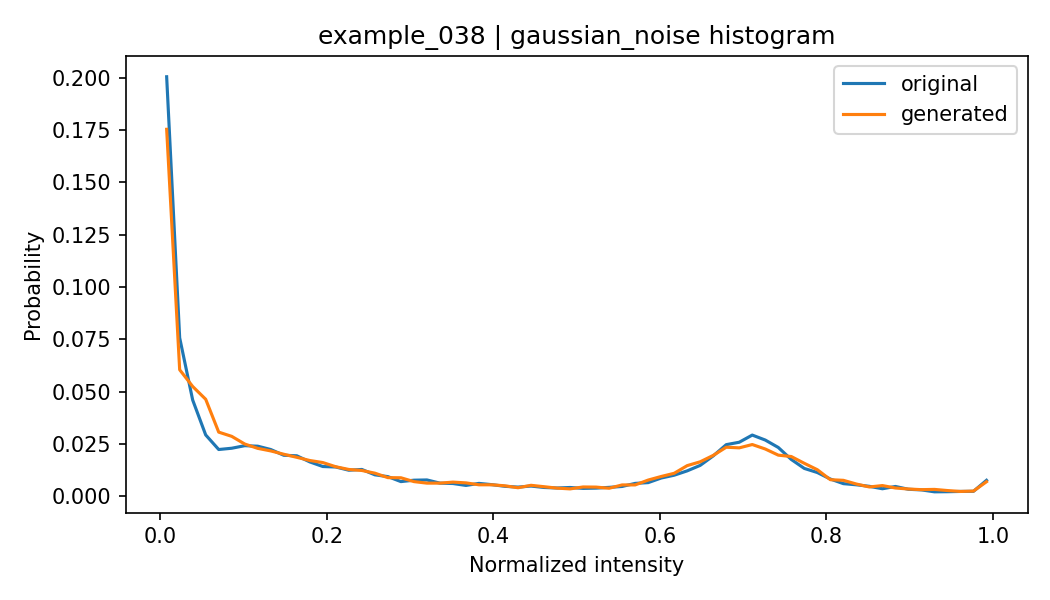 example_038 | gaussian_noise histogram
original
generated
Probability
0.200
0.175
0.150
0.125
0.100
0.075
0.050
0.025
0.000
0.0 0.2 0.4 0.6 0.8 1.0
Normalized intensity